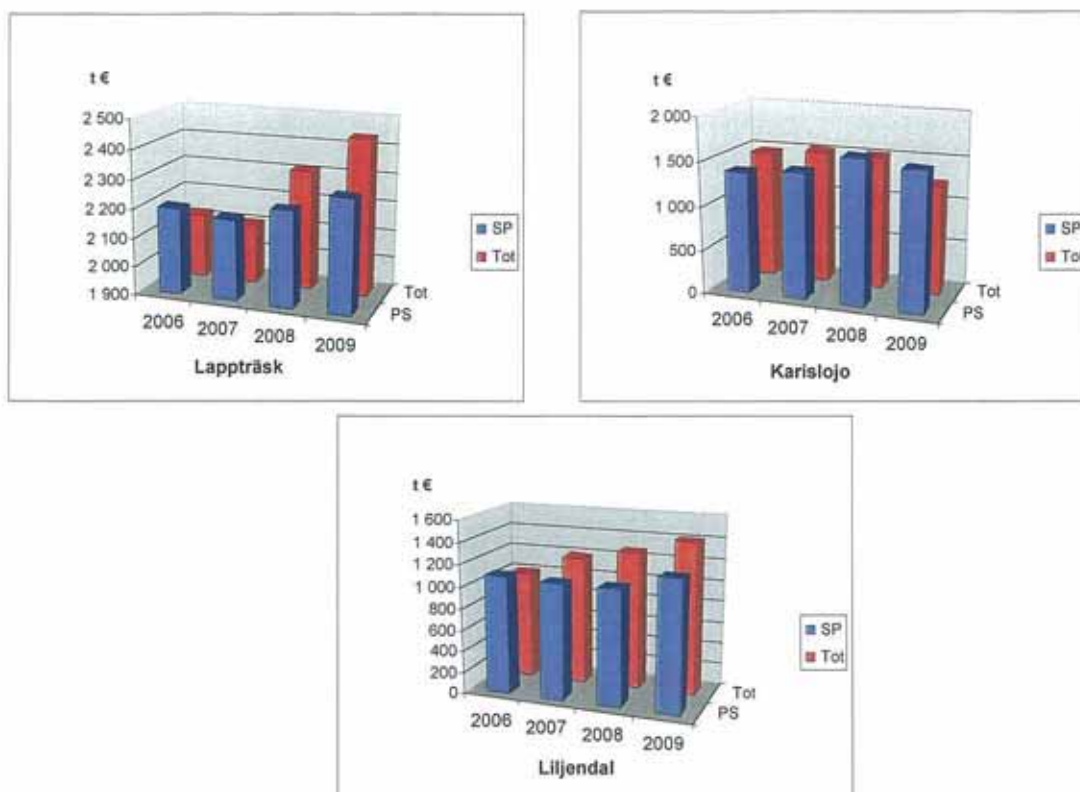 t €
2 500
2 400
2 300
2 200
2 100
2 000
1 900
2006
2007
2008
2009
Tot
PS
SP
Tot
Lappträsk
t €
2 000
1 500
1 000
500
0
2006
2007
2008
2009
Tot
PS
SP
Tot
Karislojo
t €
1 600
1 400
1 200
1 000
800
600
400
200
0
2006
2007
2008
2009
Tot
PS
SP
Tot
Liljendal